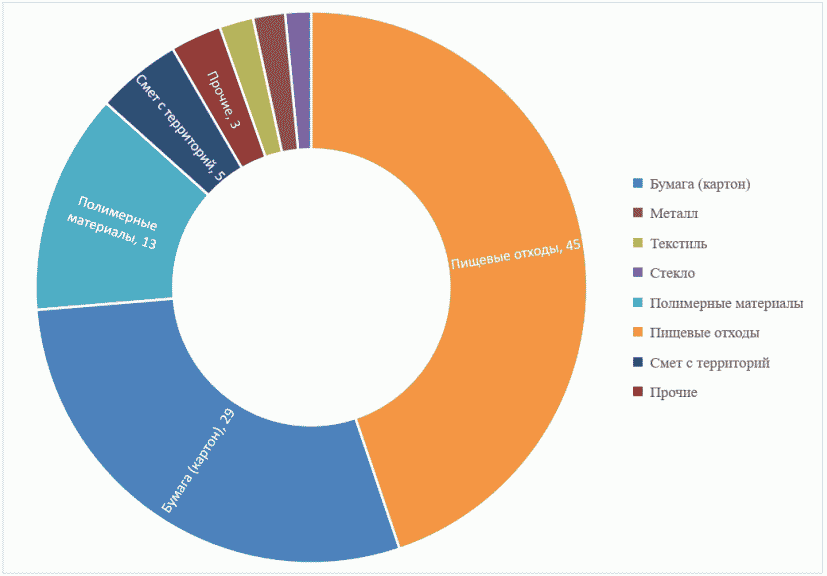 Прочие, 3
Смет с территорий, 5
Полимерные
материалы, 13
Пищевые отходы, 45
Бумага (картон), 29
Бумага (картон)
Металл
Текстиль
Стекло
Полимерные материалы
Пищевые отходы
Смет с территорий
Прочие